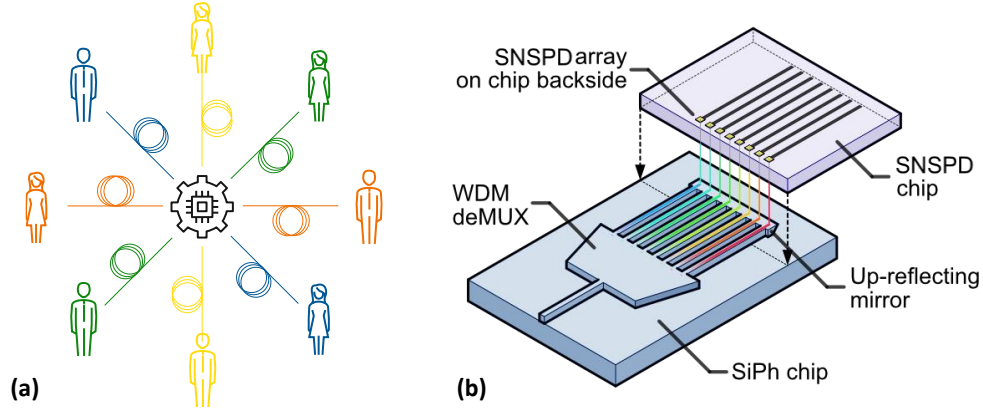 (a)
SNSPD array
on chip backside
SNSPD
chip
WDM
deMUX
Up-reflecting
mirror
SiPh chip
(b)